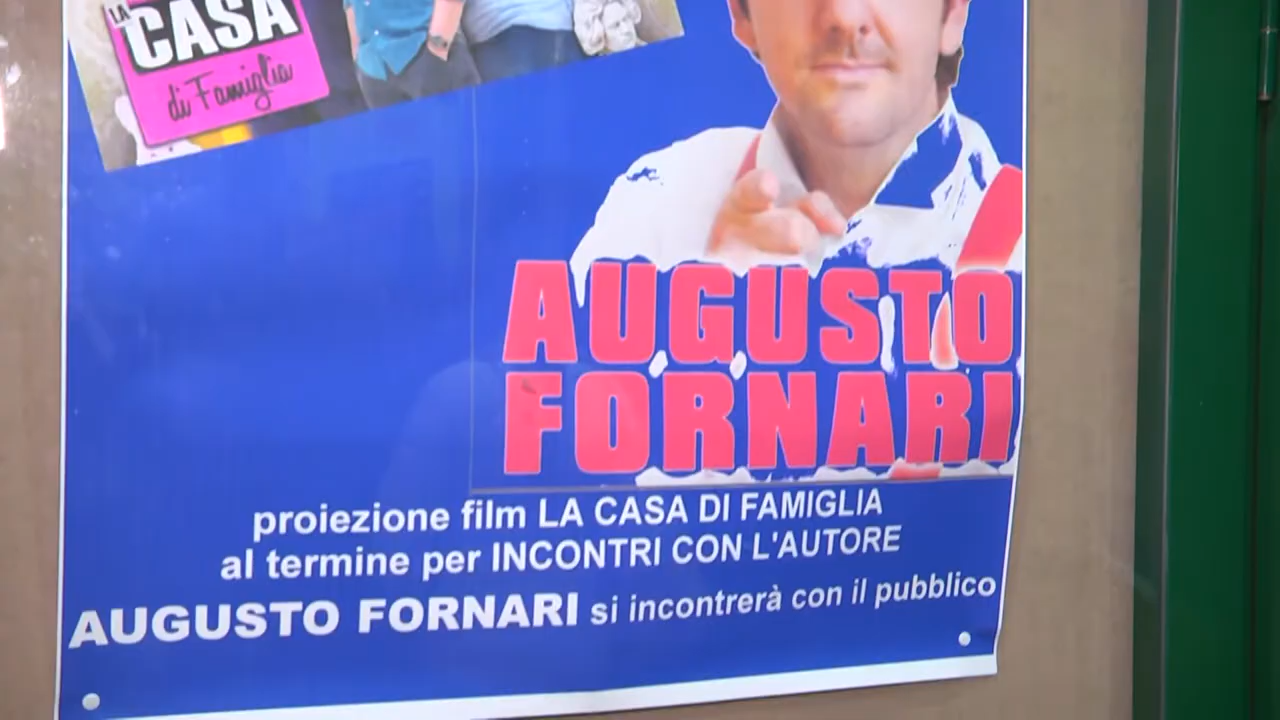 LA
CASA
di Famiglia
AUGUSTO
FORNARI
proiezione film LA CASA DI FAMIGLIA
al termine per INCONTRI CON L'AUTORE
AUGUSTO FORNARI si incontrerà con il pubblico